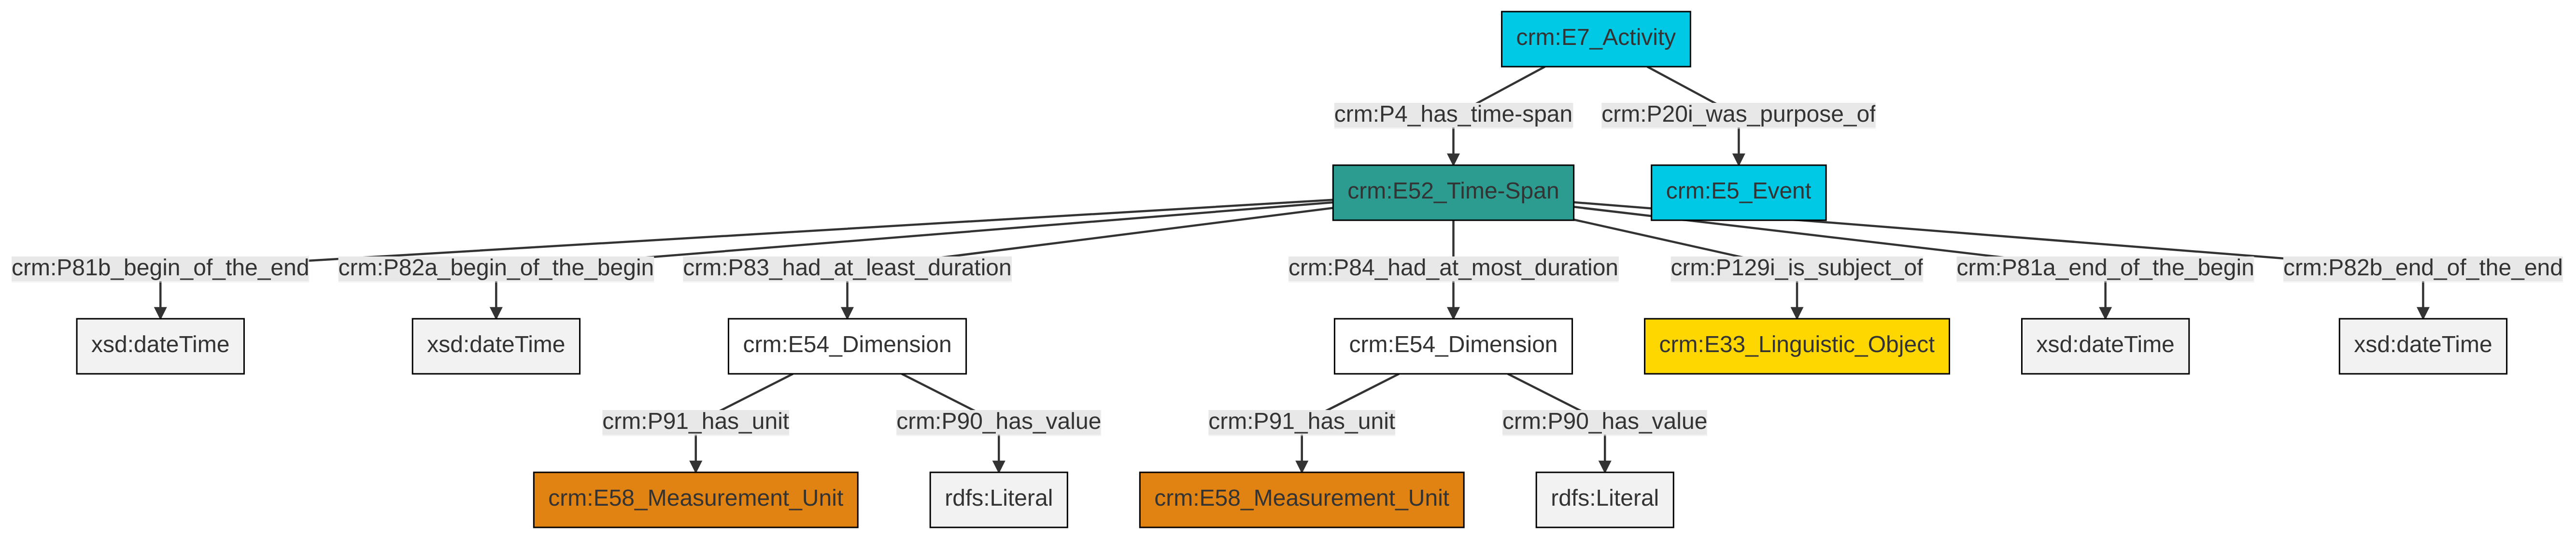 crm:E7_Activity
crm:P4_has_time-span
crm:P20i_was_purpose_of
crm:E52_Time-Span
crm:E5_Event
crm:P81b_begin_of_the_end
crm:P82a_begin_of_the_begin
crm:P83_had_at_least_duration
crm:P84_had_at_most_duration
crm:P129i_is_subject_of
crm:P81a_end_of_the_begin
crm:P82b_end_of_the_end
xsd:dateTime
xsd:dateTime
crm:E54_Dimension
crm:E54_Dimension
crm:E33_Linguistic_Object
xsd:dateTime
xsd:dateTime
crm:P91_has_unit
crm:P90_has_value
crm:P91_has_unit
crm:P90_has_value
crm:E58_Measurement_Unit
rdfs:Literal
crm:E58_Measurement_Unit
rdfs:Literal